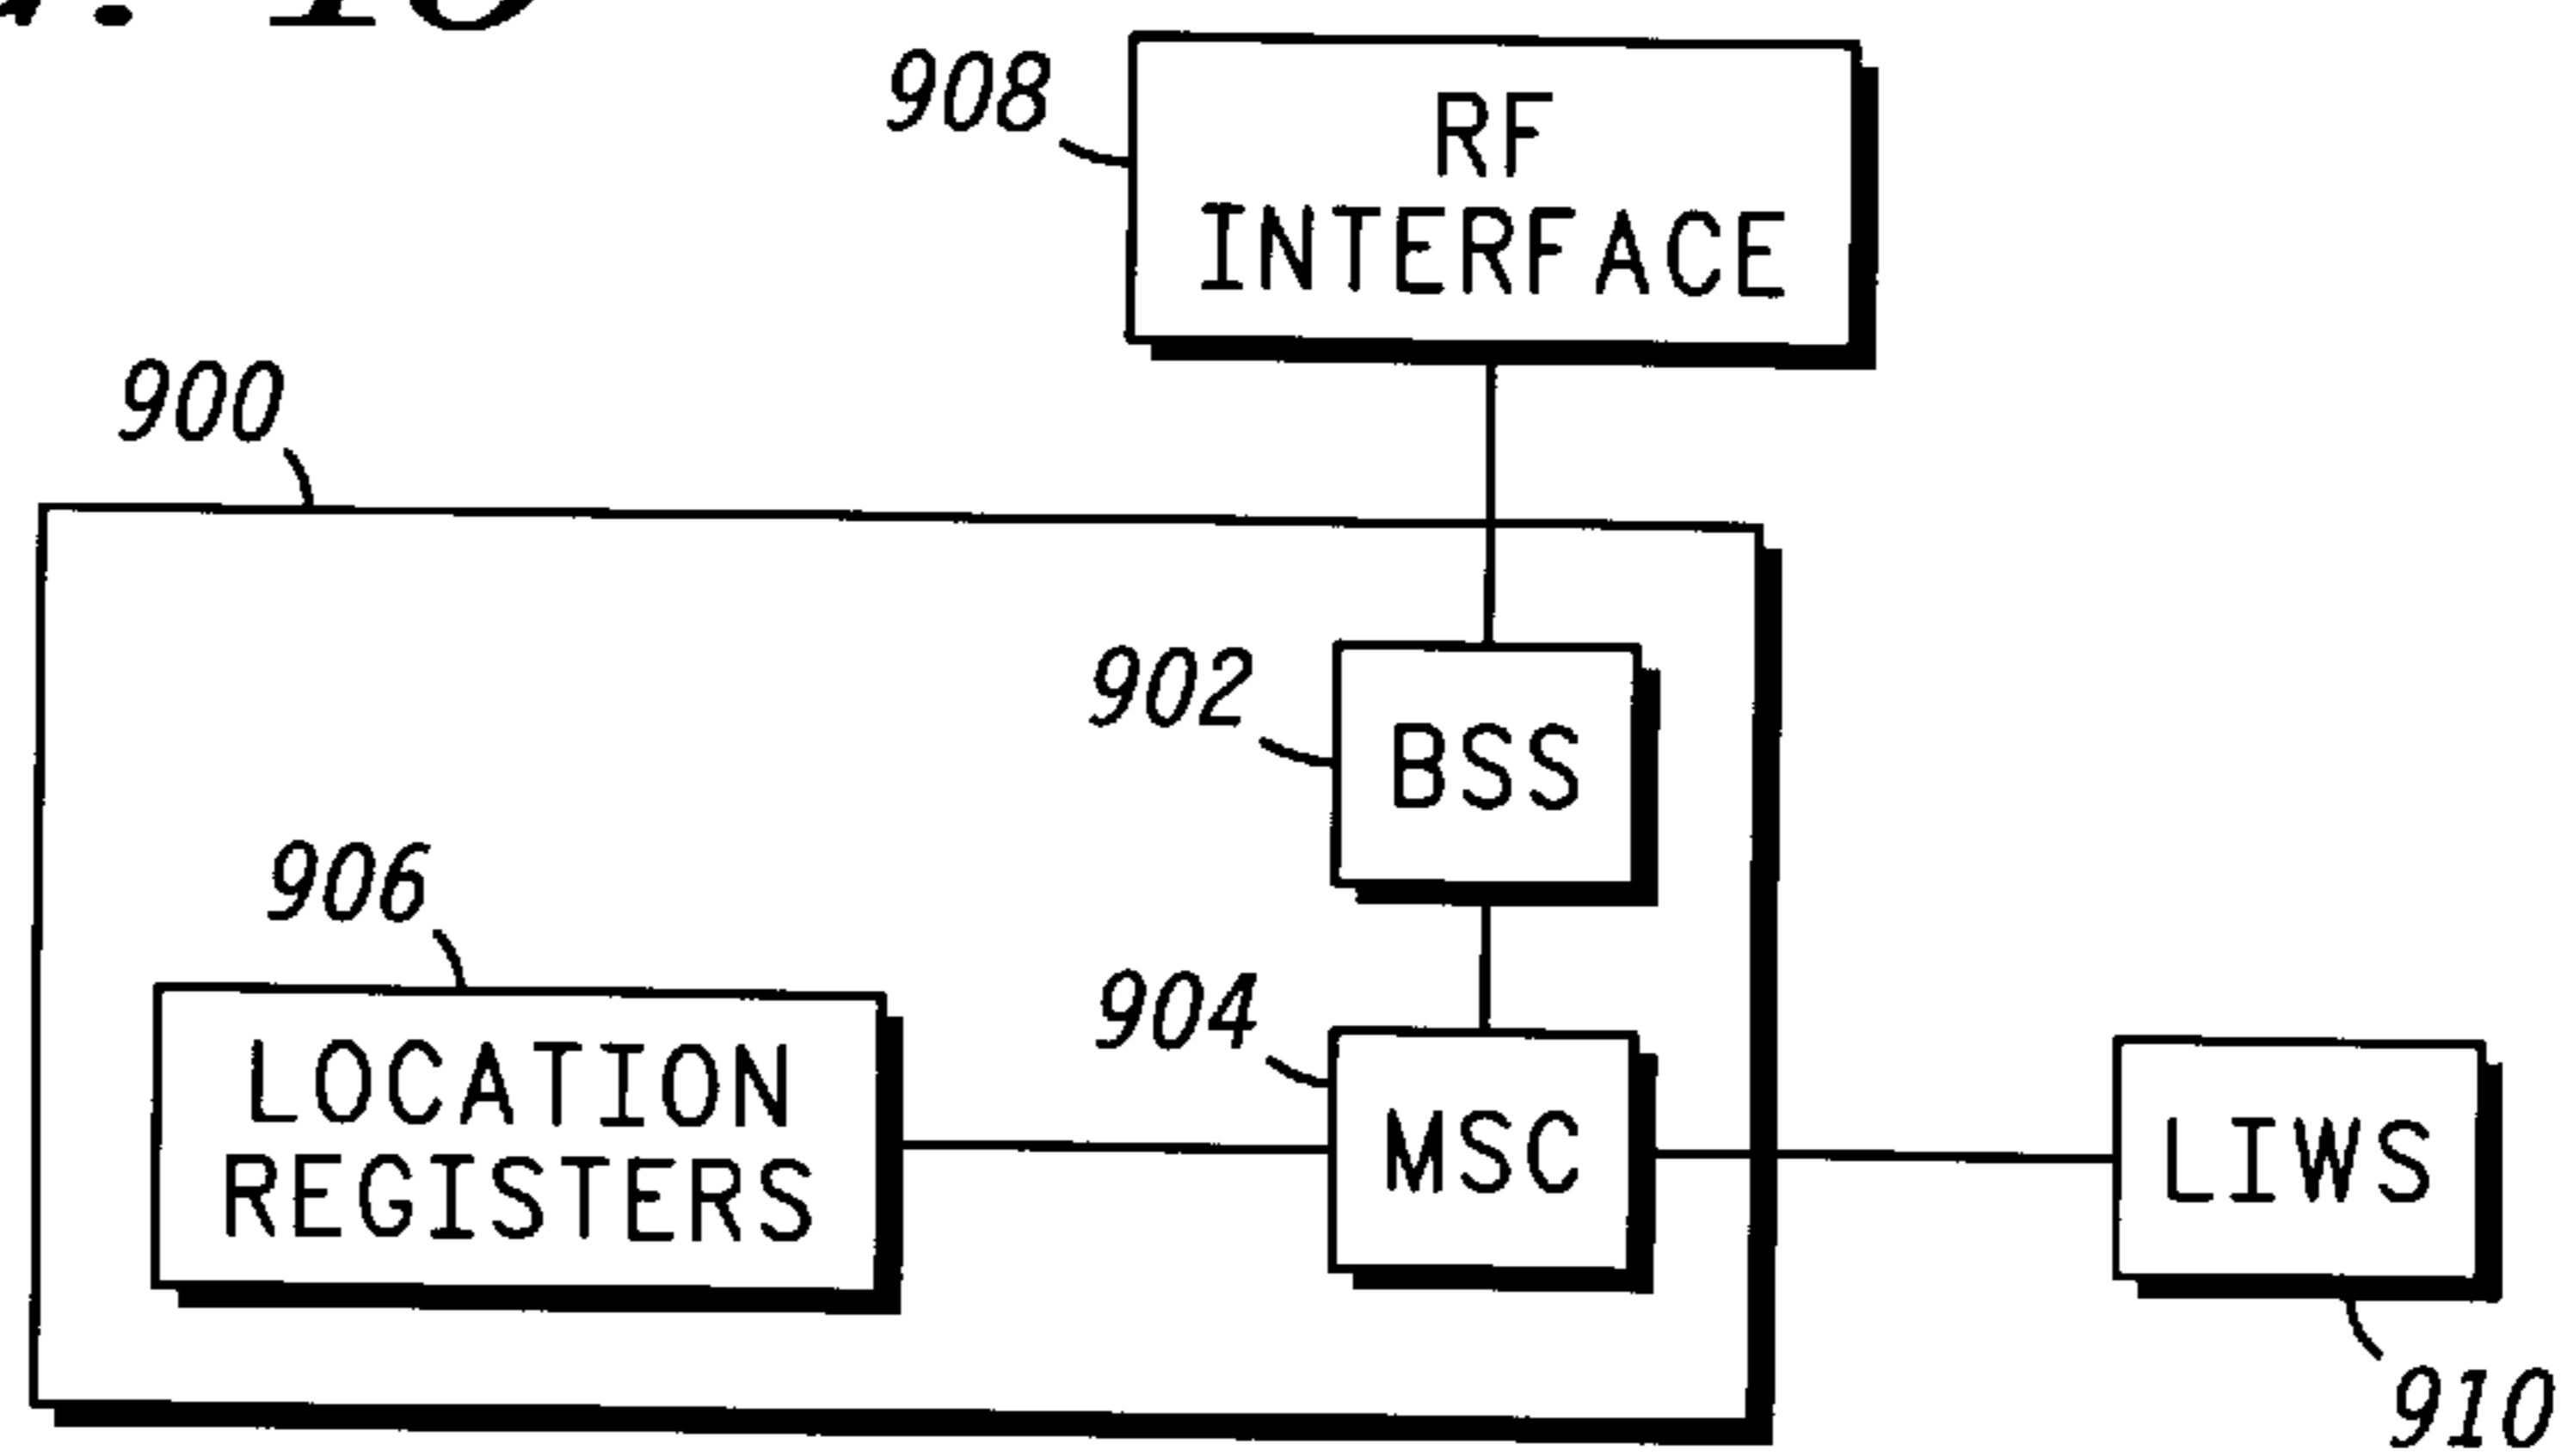 908
RF
INTERFACE
900
902
BSS
906
904
LOCATION
REGISTERS
MSC
LIWS
910